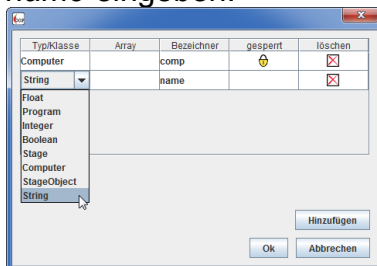 name eingeben.
Typ/Klasse Array Bezeichner gesperrt löschen
Computer comp
String name
Float
Program
Integer
Boolean
Stage
Computer
StageObject
String
Hinzufügen
Ok Abbrechen